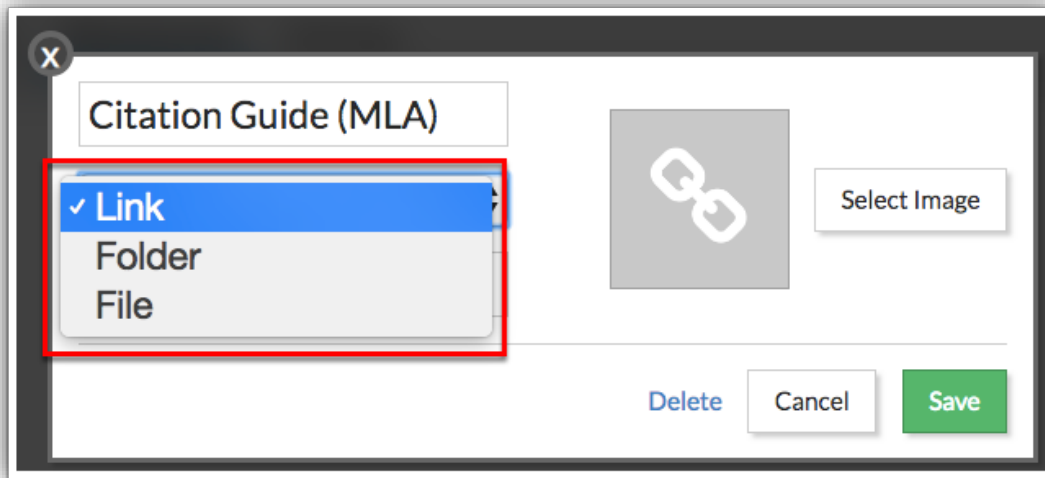 X
Citation Guide (MLA)
✓ Link
Folder
File
Select Image
Delete
Cancel
Save